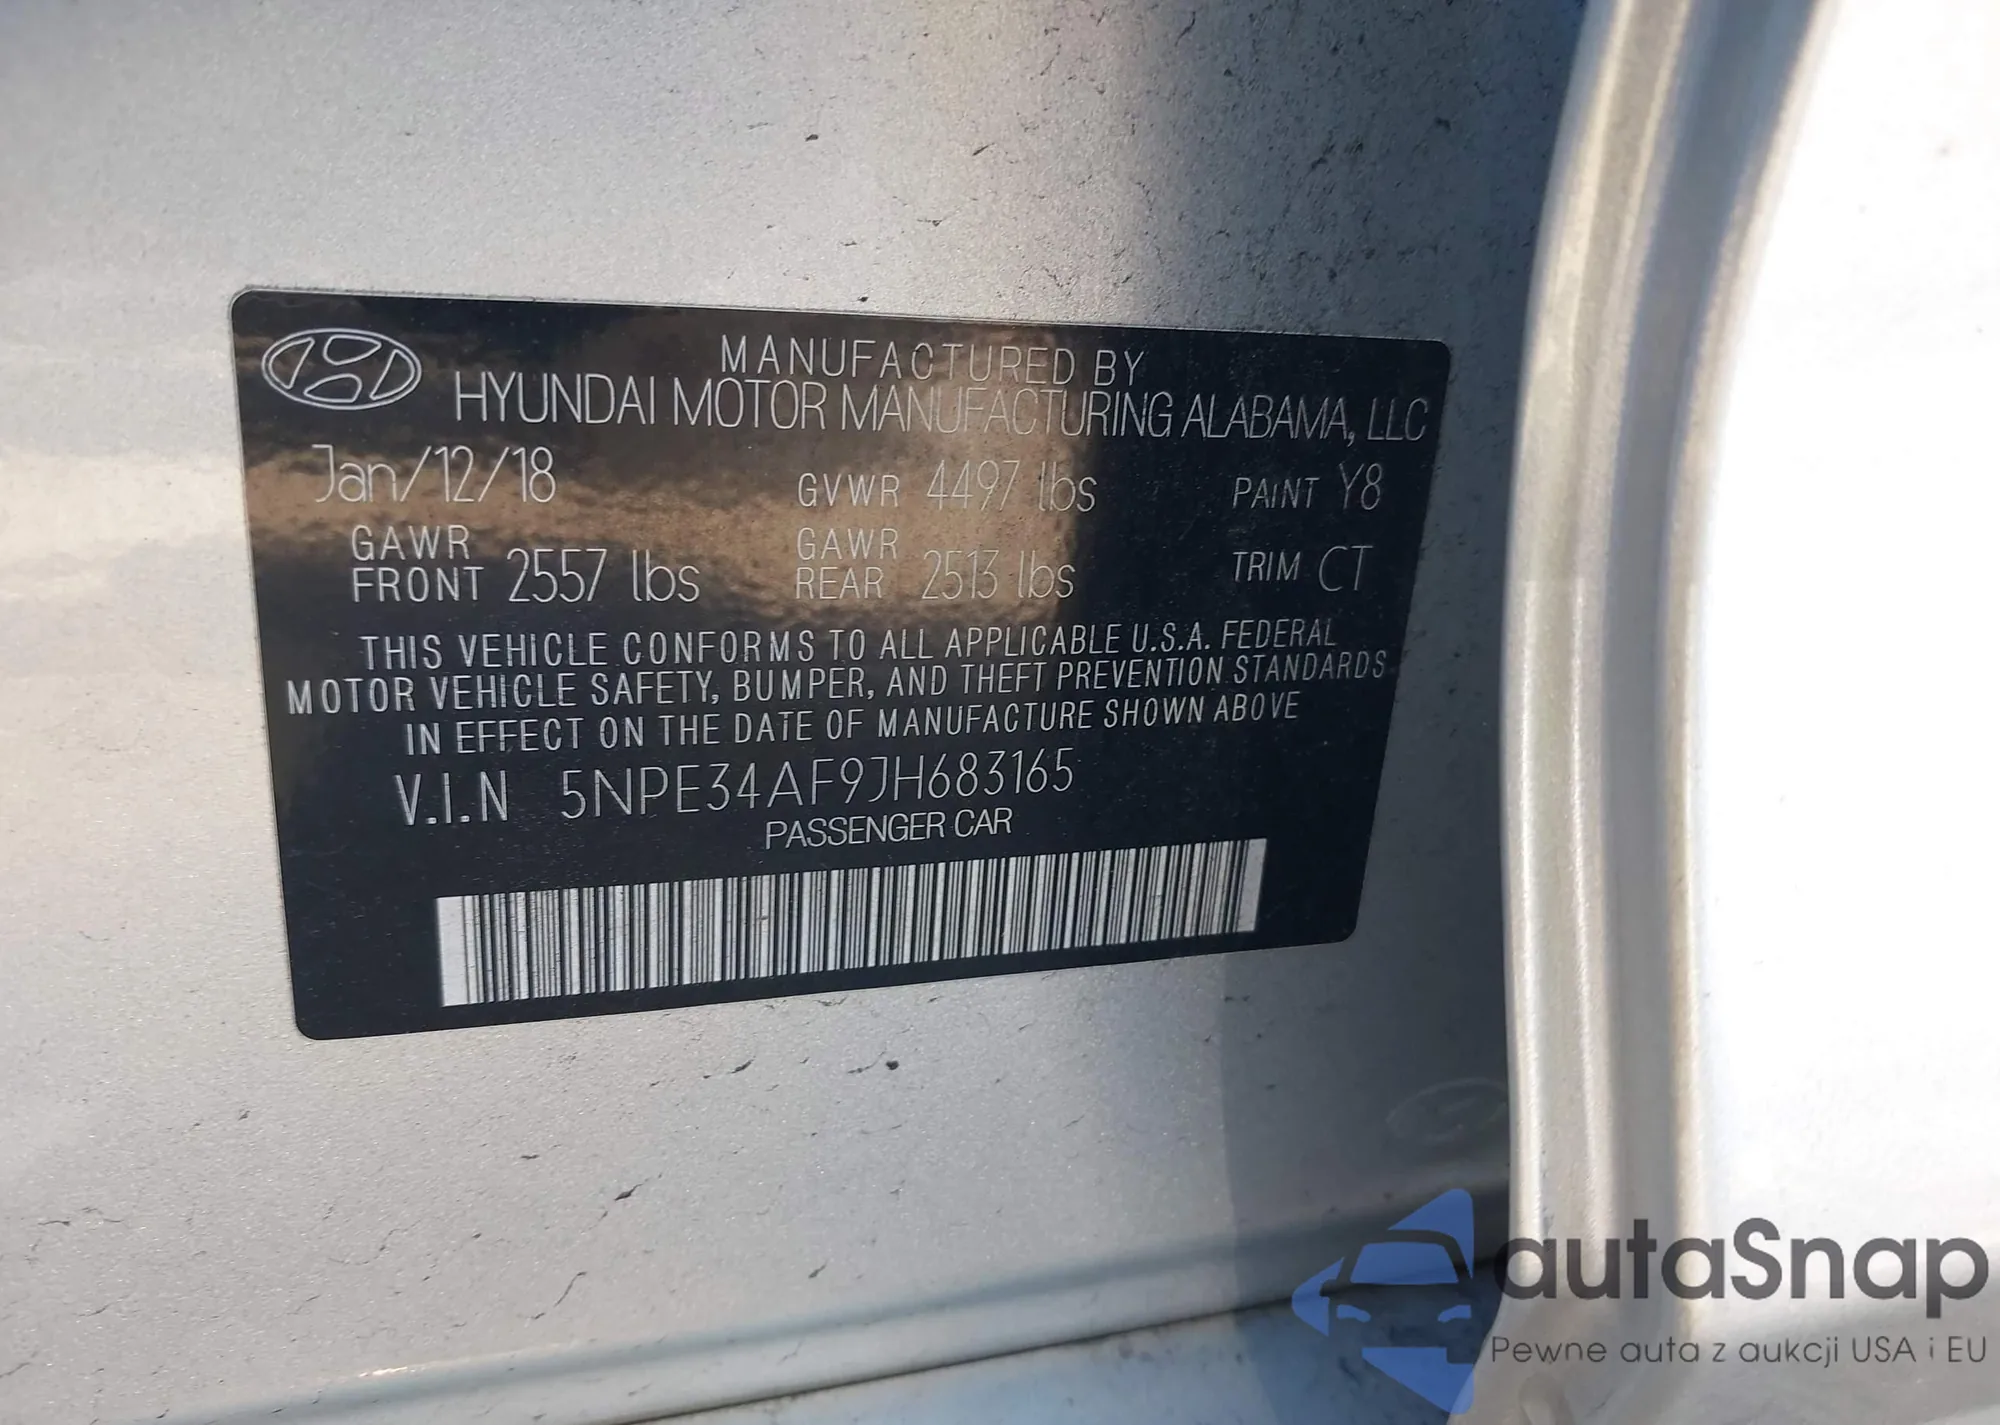 MANUFACTURED BY
HYUNDAI MOTOR MANUFACTURING ALABAMA, LLC
Jan/12/18 GVWR 4497 lbs PAINT Y8
GAWR FRONT 2557 lbs GAWR REAR 2513 lbs TRIM CT
THIS VEHICLE CONFORMS TO ALL APPLICABLE U.S.A. FEDERAL
MOTOR VEHICLE SAFETY, BUMPER, AND THEFT PREVENTION STANDARDS
IN EFFECT ON THE DATE OF MANUFACTURE SHOWN ABOVE
V.I.N 5NPE34AF9JH683165
PASSENGER CAR
autaSnap
Pewne auta z aukcji USA i EU